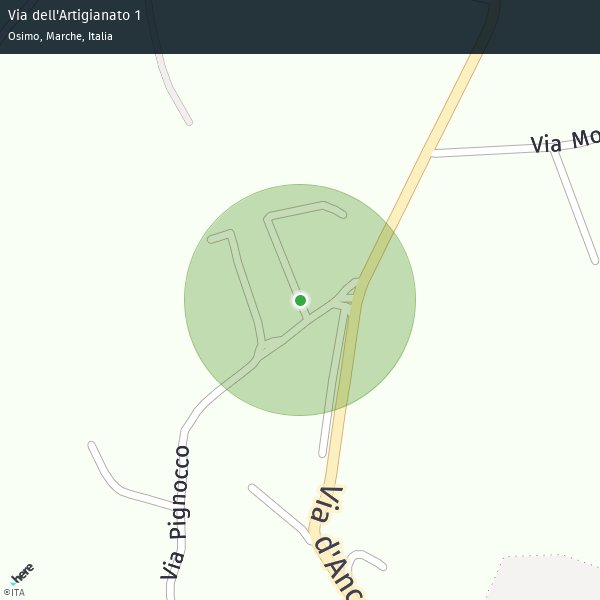 Via dell'Artigianato 1
Osimo, Marche, Italia
Via Mo
Via Pignocco
Via d'Anc
here
©ITA